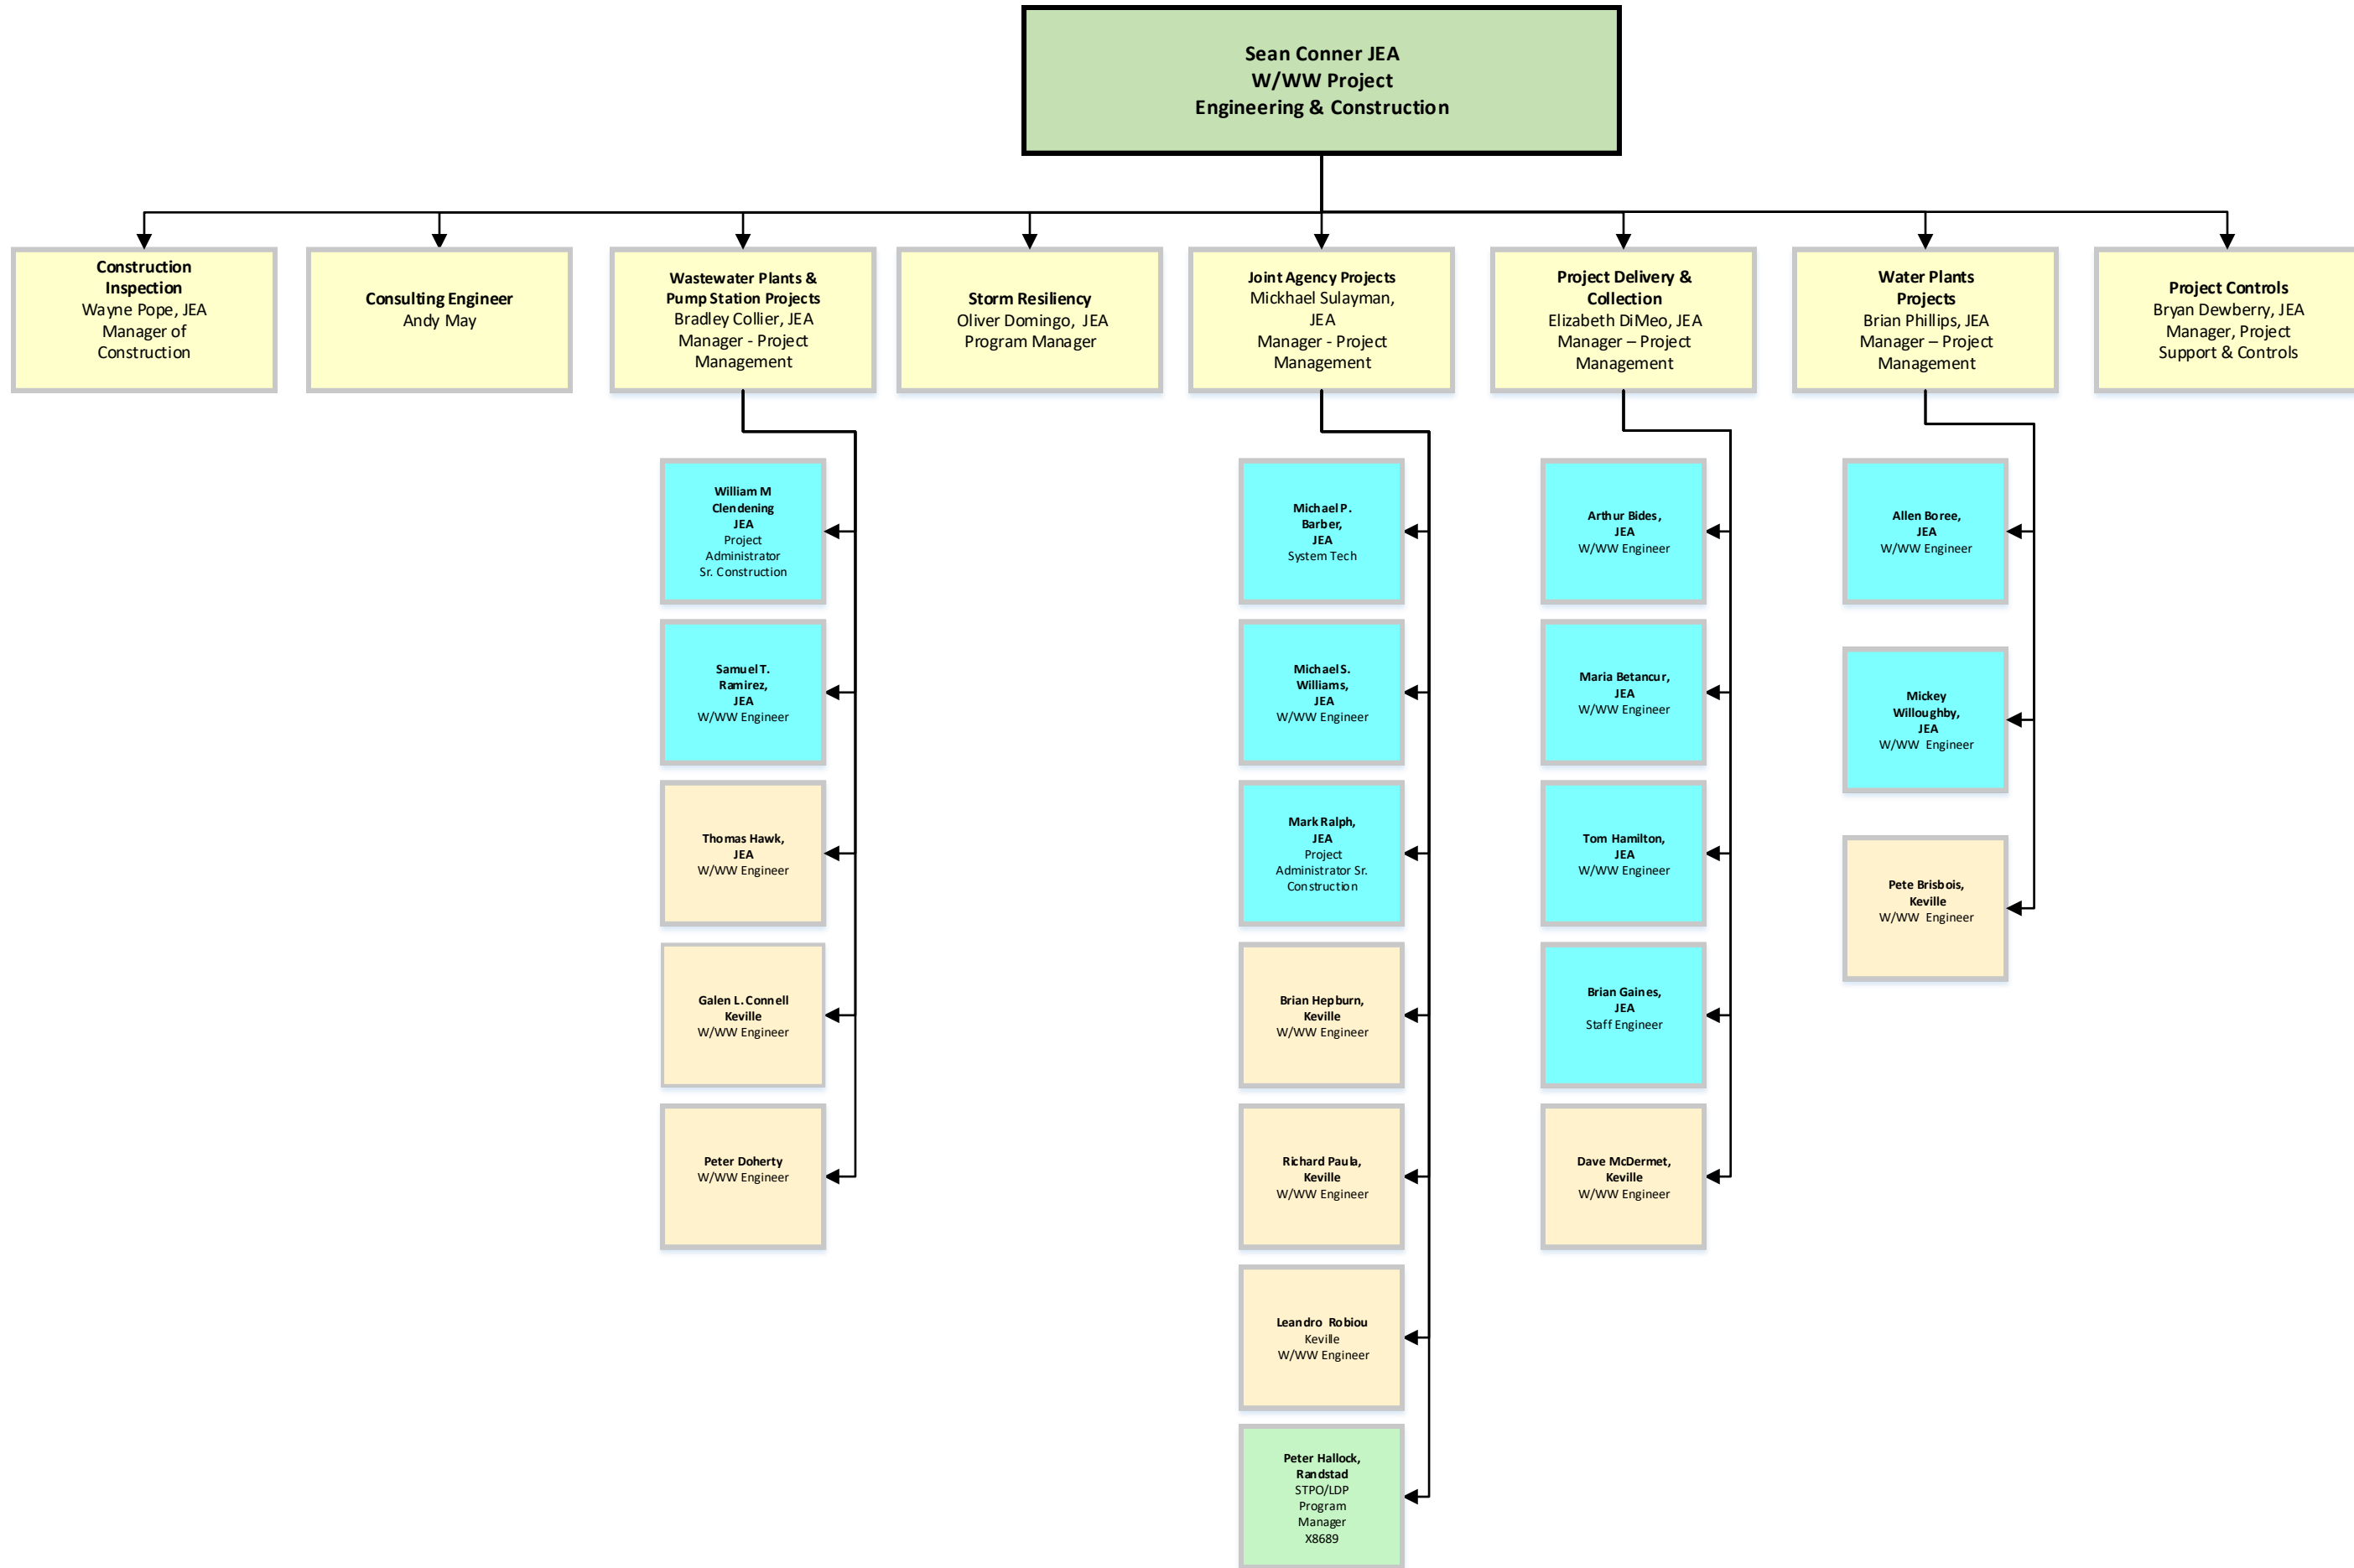 Sean Conner JEA
W/WW Project
Engineering & Construction
Construction
Inspection
Wayne Pope, JEA
Manager of
Construction
Consulting Engineer
Andy May
Wastewater Plants &
Pump Station Projects
Bradley Collier, JEA
Manager - Project
Management
Storm Resiliency
Oliver Domingo, JEA
Program Manager
Joint Agency Projects
Mickhael Sulayman,
JEA
Manager - Project
Management
Project Delivery &
Collection
Elizabeth DiMeo, JEA
Manager – Project
Management
Water Plants
Projects
Brian Phillips, JEA
Manager – Project
Management
Project Controls
Bryan Dewberry, JEA
Manager, Project
Support & Controls
William M
Clendening
JEA
Project
Administrator
Sr. Construction
Samuel T.
Ramirez,
JEA
W/WW Engineer
Thomas Hawk,
JEA
W/WW Engineer
Galen L. Connell
Keville
W/WW Engineer
Peter Doherty
W/WW Engineer
Michael P.
Barber,
JEA
System Tech
Michael S.
Williams,
JEA
W/WW Engineer
Mark Ralph,
JEA
Project
Administrator Sr.
Construction
Brian Hepburn,
Keville
W/WW Engineer
Richard Paula,
Keville
W/WW Engineer
Leandro Robiou
Keville
W/WW Engineer
Peter Hallock,
Randstad
STPO/LDP
Program
Manager
X8689
Arthur Bides,
JEA
W/WW Engineer
Maria Betancur,
JEA
W/WW Engineer
Tom Hamilton,
JEA
W/WW Engineer
Brian Gaines,
JEA
Staff Engineer
Dave McDermet,
Keville
W/WW Engineer
Allen Boree,
JEA
W/WW Engineer
Mickey
Willoughby,
JEA
W/WW Engineer
Pete Brisbois,
Keville
W/WW Engineer